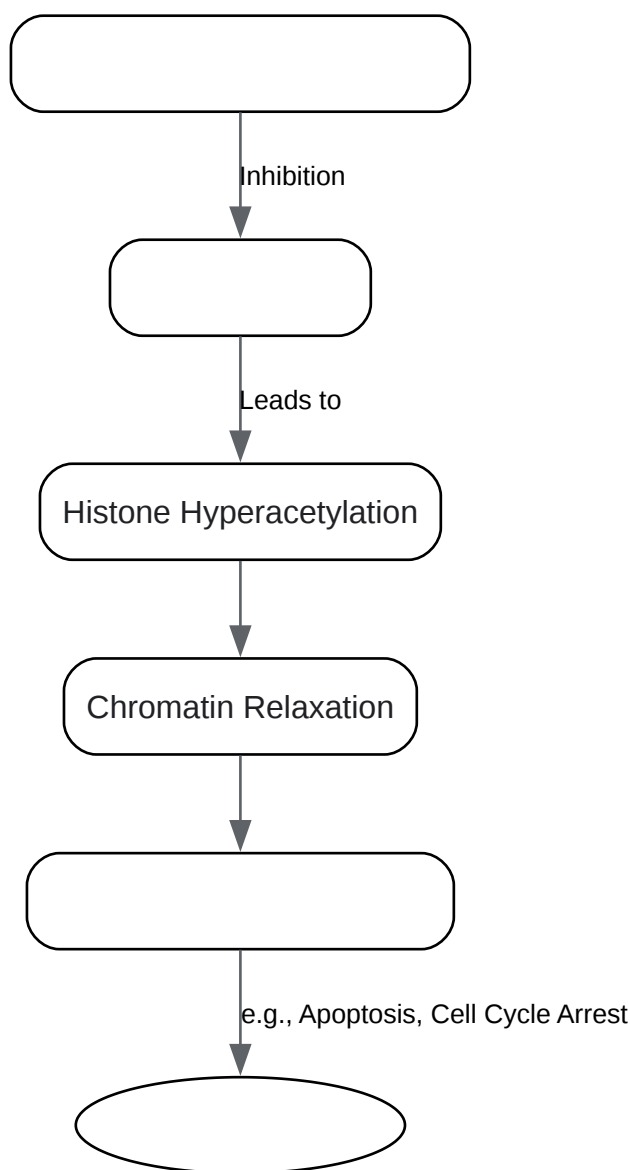 Inhibition
Leads to
Histone Hyperacetylation
Chromatin Relaxation
e.g., Apoptosis, Cell Cycle Arrest